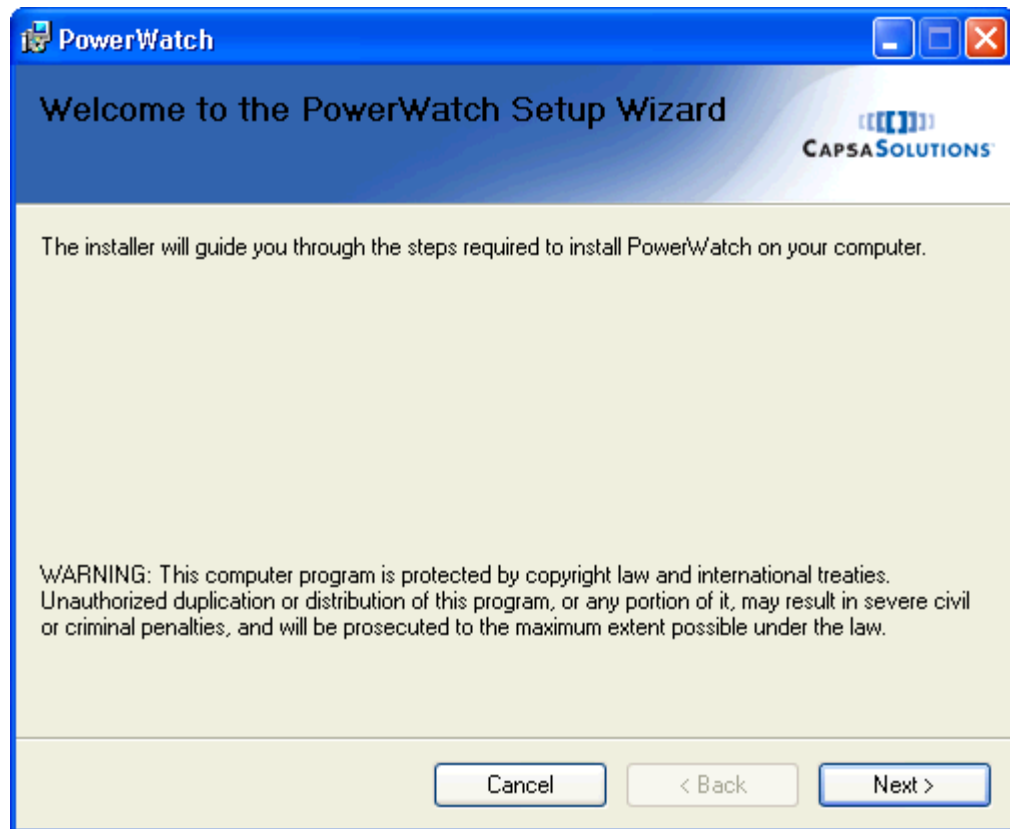 PowerWatch
Welcome to the PowerWatch Setup Wizard
CAPSASOLUTIONS
The installer will guide you through the steps required to install PowerWatch on your computer.
WARNING: This computer program is protected by copyright law and international treaties.
Unauthorized duplication or distribution of this program, or any portion of it, may result in severe civil
or criminal penalties, and will be prosecuted to the maximum extent possible under the law.
Cancel < Back Next >